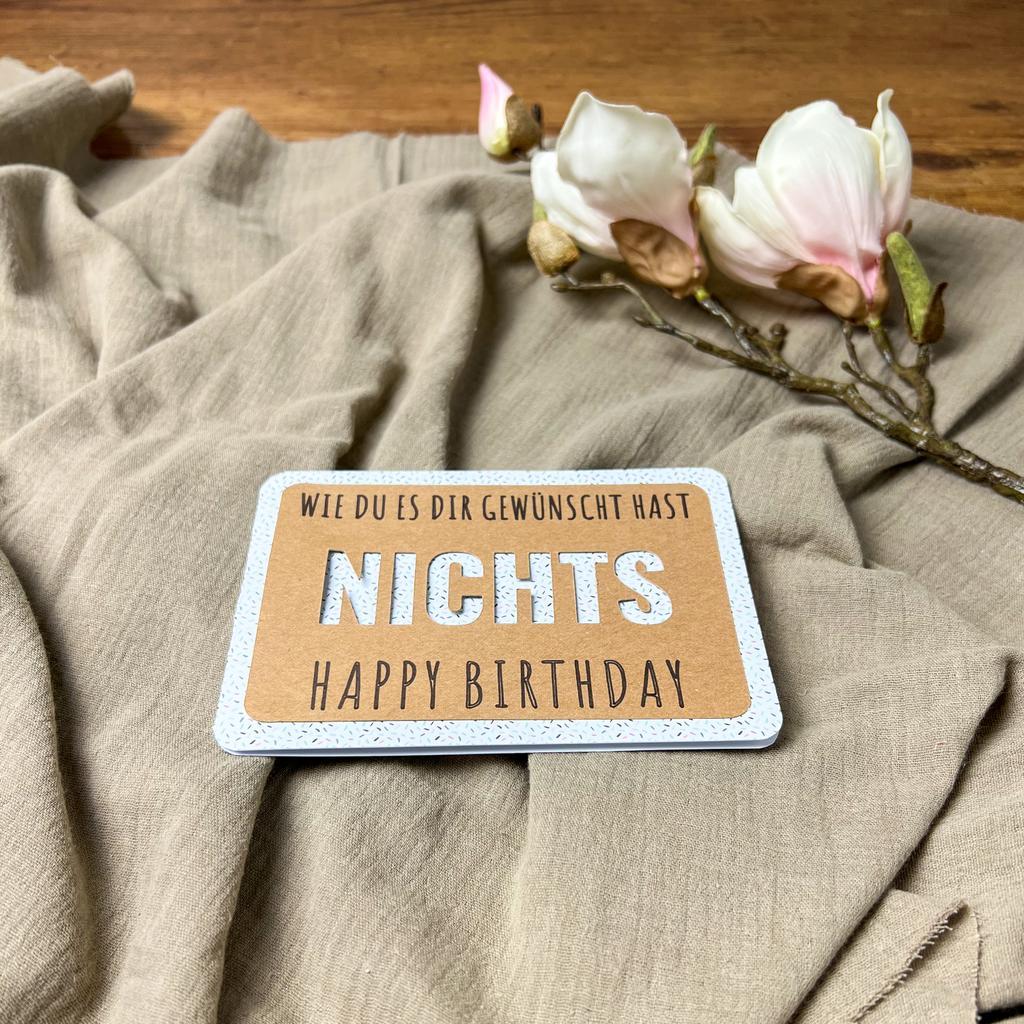 WIE DU ES DIR GEWÜNSCHT HAST
NICHTS
HAPPY BIRTHDAY